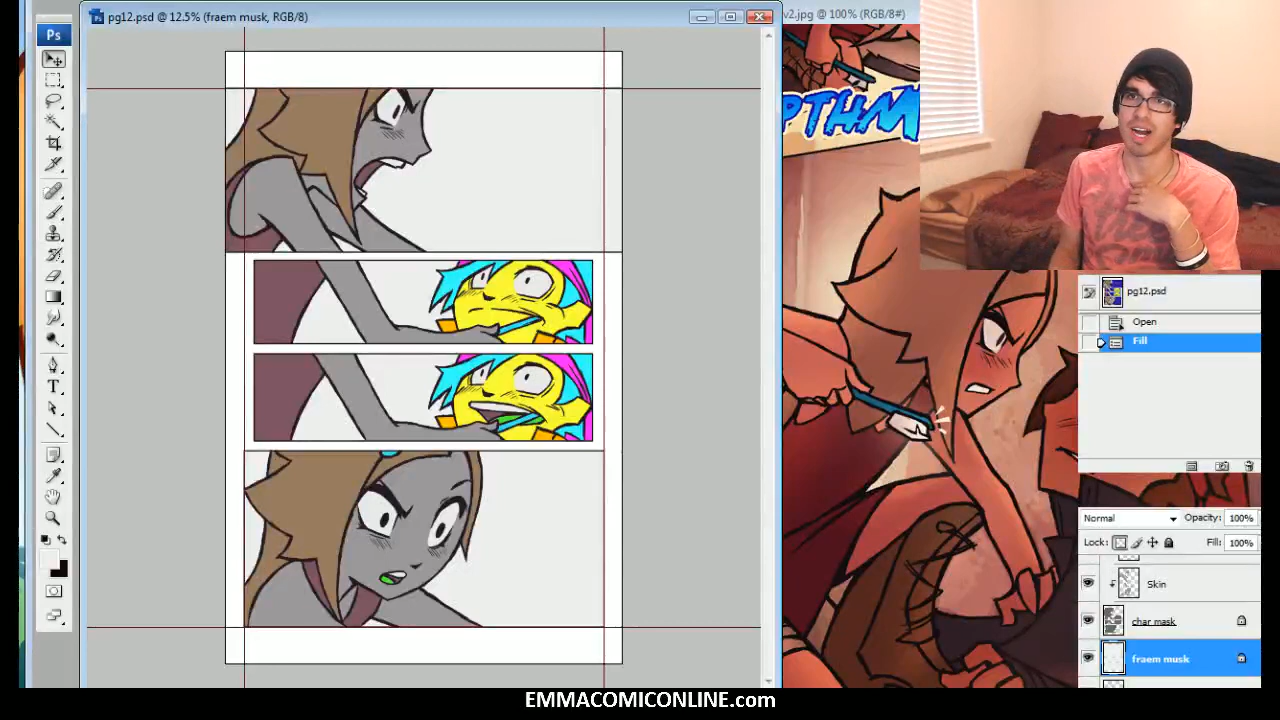 Ps
pg12.psd @ 12.5% (fraem musk, RGB/8)
v2.jpg @ 100% (RGB/8#)
PTHM
pg12.psd
Open
Fill
Normal
Opacity: 100%
Lock:
Fill: 100%
Skin
char mask
fraem musk
T
EMMACOMICONLINE.com